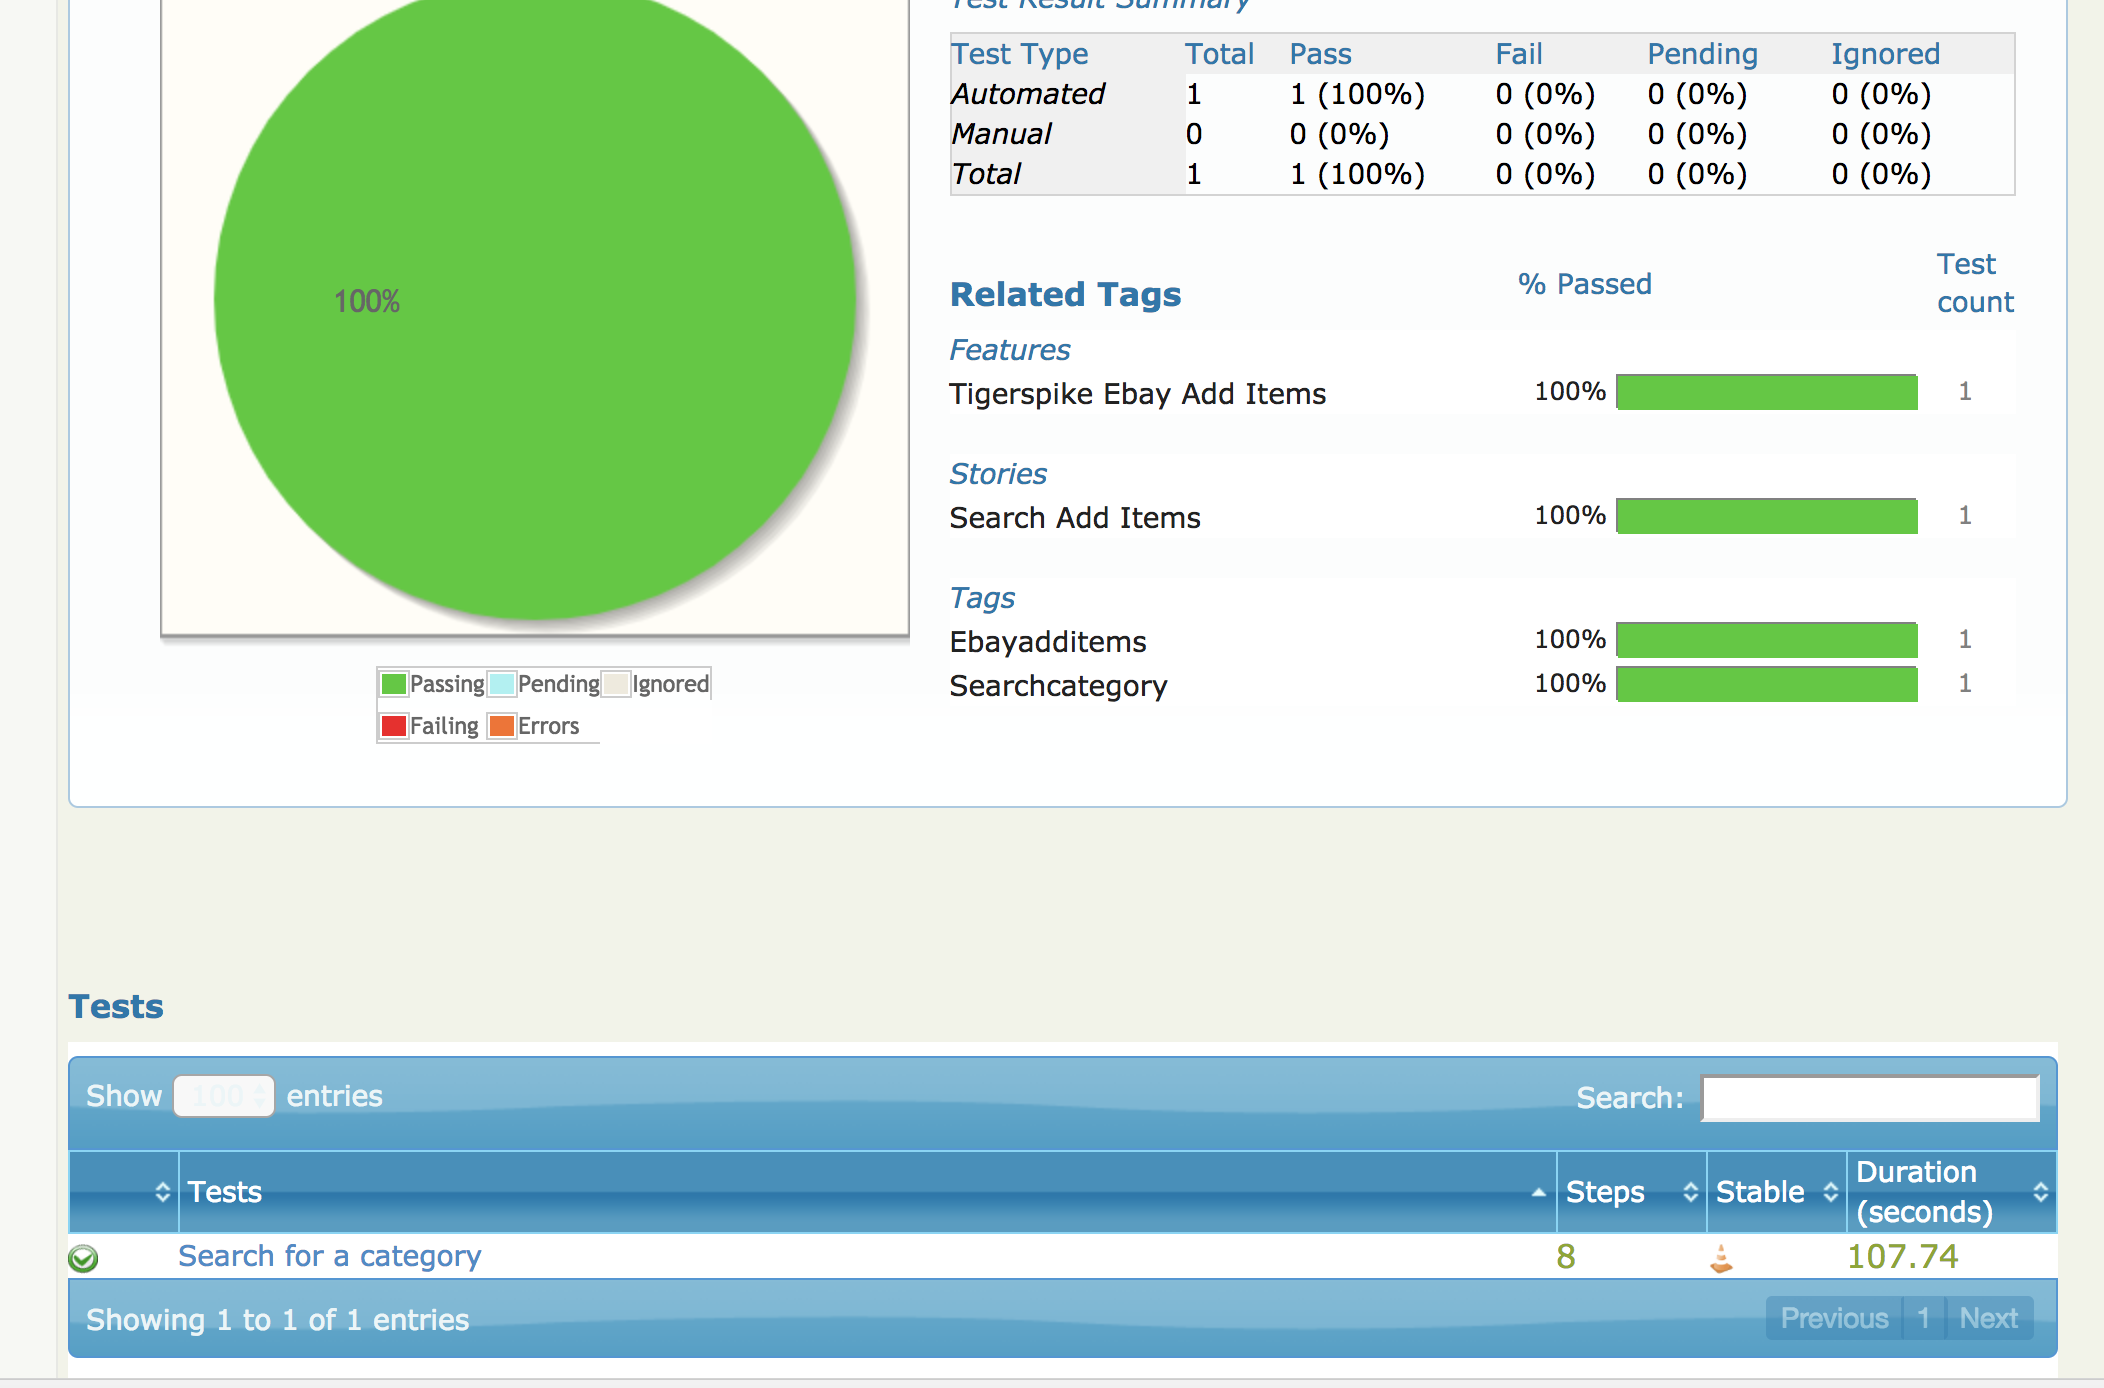 Test Result Summary
Test Type Total Pass Fail Pending Ignored
Automated 1 1 (100%) 0 (0%) 0 (0%) 0 (0%)
Manual 0 0 (0%) 0 (0%) 0 (0%) 0 (0%)
Total 1 1 (100%) 0 (0%) 0 (0%) 0 (0%)
100%
Passing Pending Ignored
Failing Errors
Related Tags % Passed Test count
Features
Tigerspike Ebay Add Items 100% 1
Stories
Search Add Items 100% 1
Tags
Ebayadditems 100% 1
Searchcategory 100% 1
Tests
Show 100 entries Search:
Tests Steps Stable Duration (seconds)
Search for a category 8 107.74
Showing 1 to 1 of 1 entries Previous 1 Next